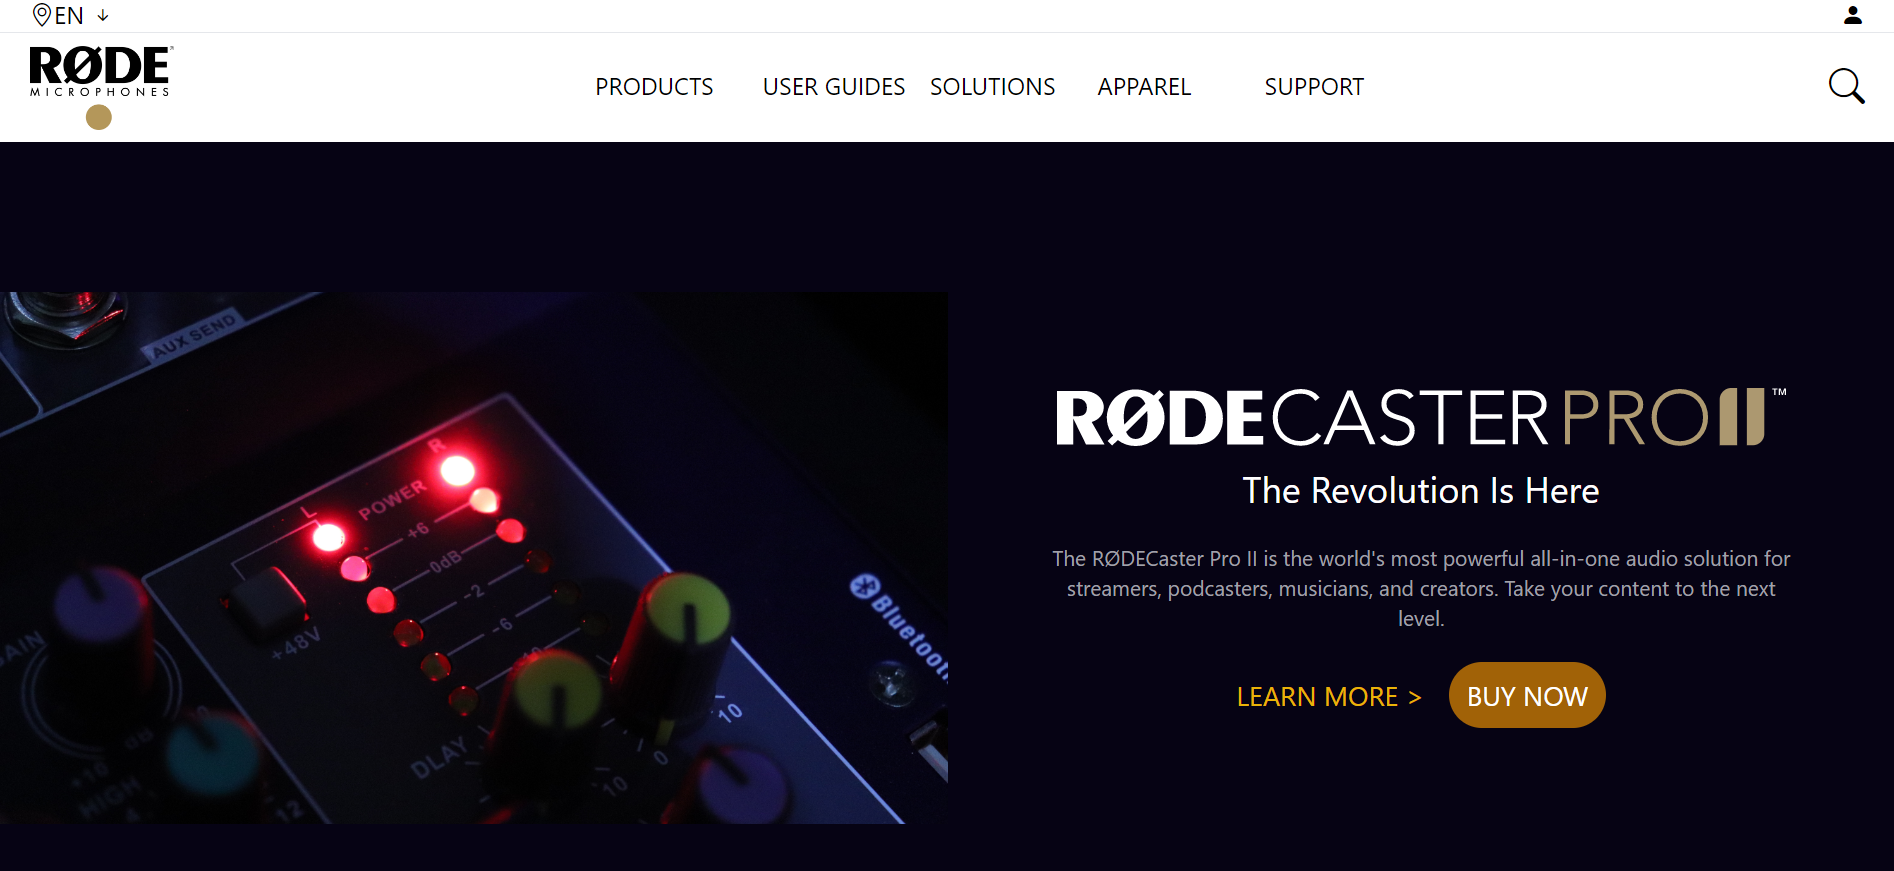 EN
RØDE
MICROPHONES
PRODUCTS USER GUIDES SOLUTIONS APPAREL SUPPORT
AUX SEND
R
L
POWER
+6
0dB
-2
-6
-10
+48V
GAIN
dB
+10
HIGH
12
DLAY
10
0
10
Bluetooth
RØDECASTER PRO II™
The Revolution Is Here
The RØDECaster Pro II is the world's most powerful all-in-one audio solution for
streamers, podcasters, musicians, and creators. Take your content to the next
level.
LEARN MORE >
BUY NOW